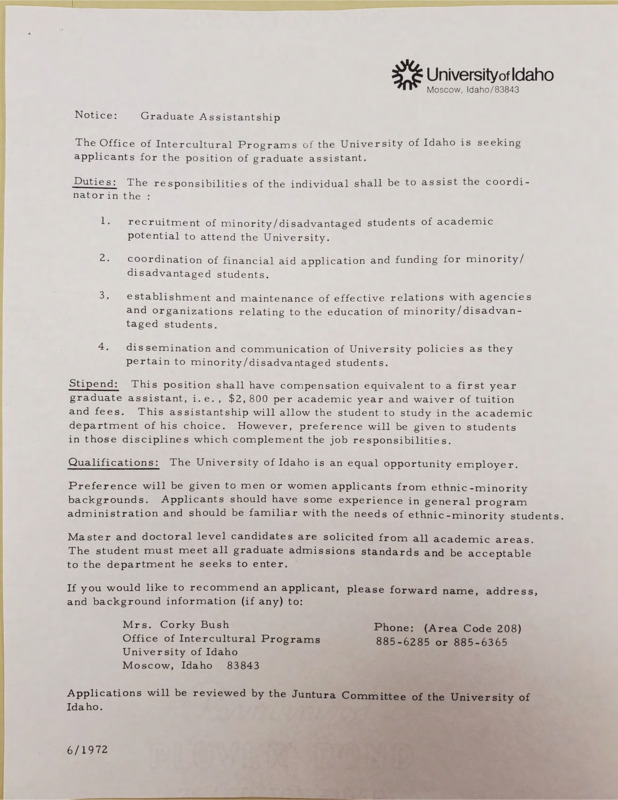 University of Idaho
Moscow, Idaho/83843
Notice: Graduate Assistantship
The Office of Intercultural Programs of the University of Idaho is seeking
applicants for the position of graduate assistant.
Duties: The responsibilities of the individual shall be to assist the coordi-
nator in the :
1. recruitment of minority/disadvantaged students of academic
potential to attend the University.
2. coordination of financial aid application and funding for minority/
disadvantaged students.
3. establishment and maintenance of effective relations with agencies
and organizations relating to the education of minority/disadvan-
taged students.
4. dissemination and communication of University policies as they
pertain to minority/disadvantaged students.
Stipend: This position shall have compensation equivalent to a first year
graduate assistant, i.e., $2,800 per academic year and waiver of tuition
and fees. This assistantship will allow the student to study in the academic
department of his choice. However, preference will be given to students
in those disciplines which complement the job responsibilities.
Qualifications: The University of Idaho is an equal opportunity employer.
Preference will be given to men or women applicants from ethnic-minority
backgrounds. Applicants should have some experience in general program
administration and should be familiar with the needs of ethnic-minority students.
Master and doctoral level candidates are solicited from all academic areas.
The student must meet all graduate admissions standards and be acceptable
to the department he seeks to enter.
If you would like to recommend an applicant, please forward name, address,
and background information (if any) to:
Mrs. Corky Bush
Office of Intercultural Programs
University of Idaho
Moscow, Idaho 83843
Phone: (Area Code 208)
885-6285 or 885-6365
Applications will be reviewed by the Juntura Committee of the University of
Idaho.
6/1972